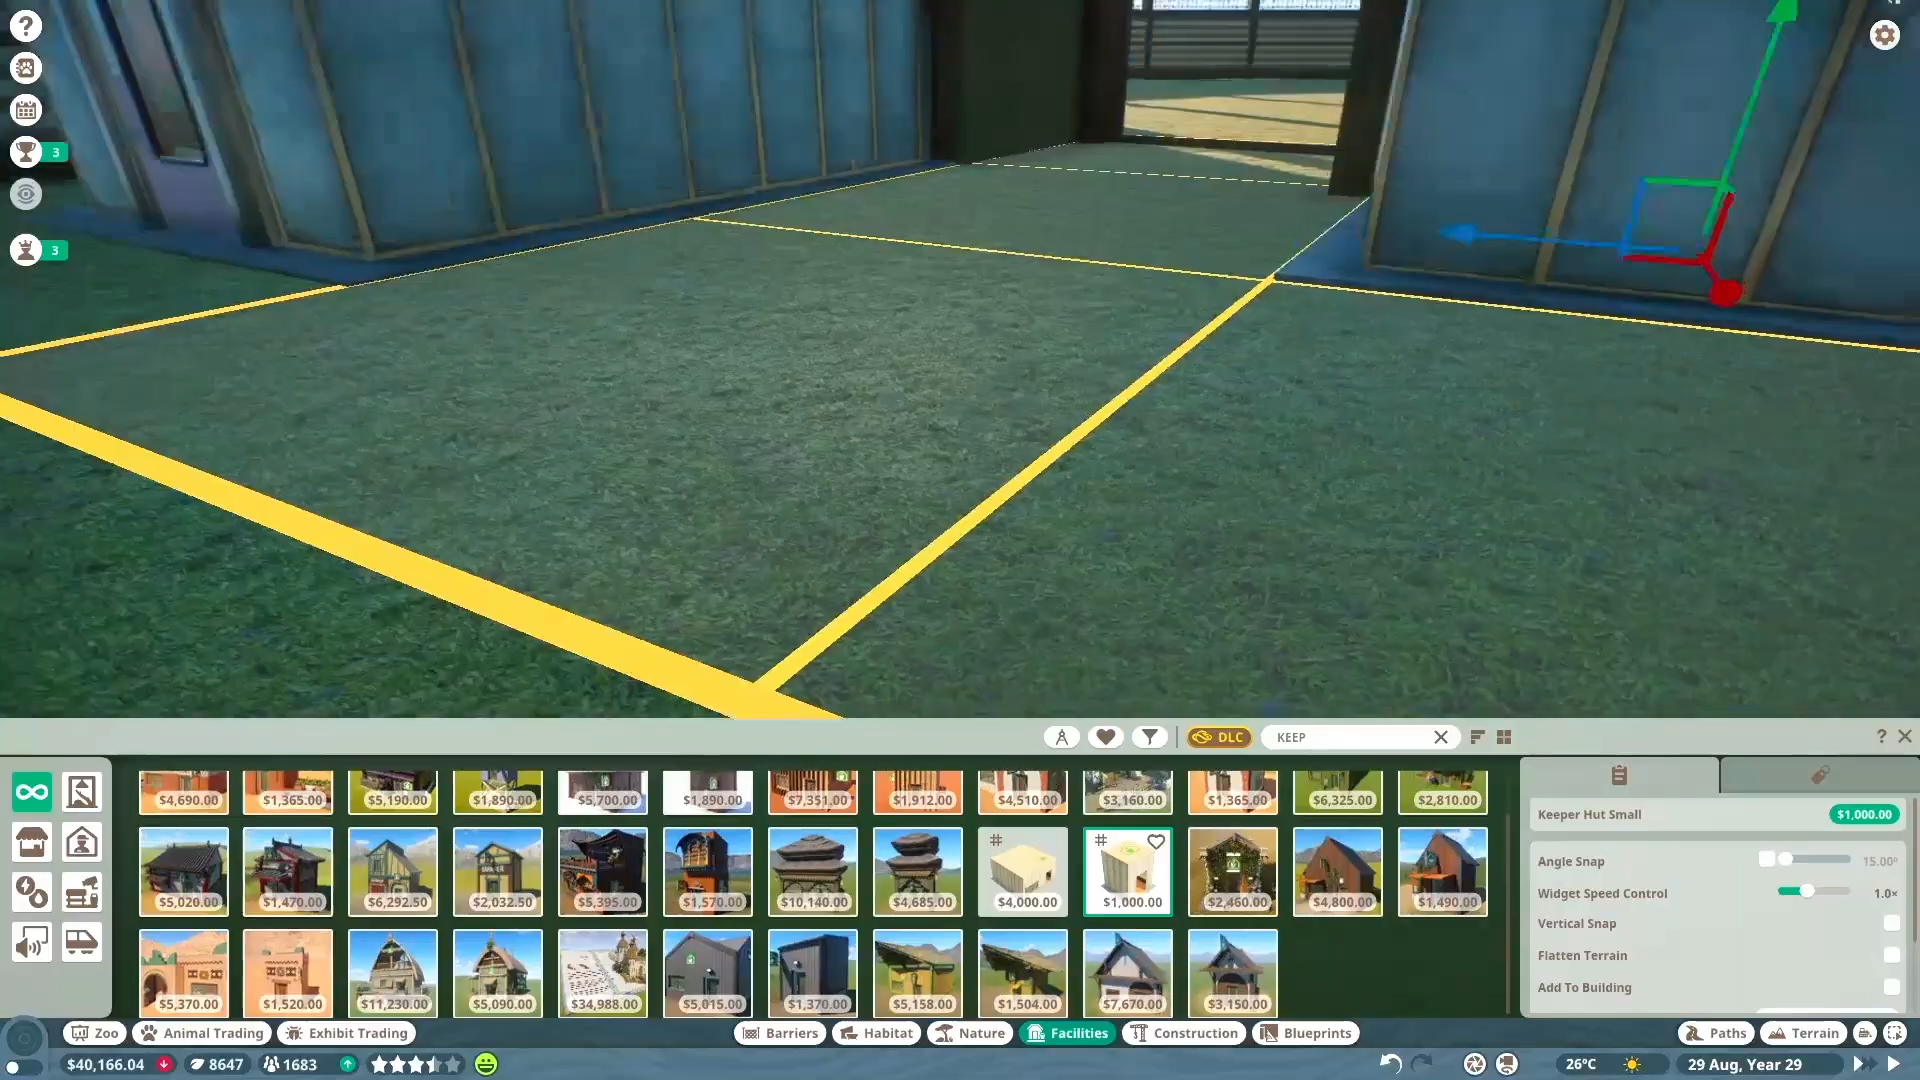 3
3
DLC KEEP
$4,690.00 $1,365.00 $5,190.00 $1,890.00 $5,700.00 $1,890.00 $7,351.00 $1,912.00 $4,510.00 $3,160.00 $1,365.00 $6,325.00 $2,810.00
$5,020.00 $1,470.00 $6,292.50 $2,032.50 $5,395.00 $1,570.00 $10,140.00 $4,685.00 $4,000.00 $1,000.00 $2,460.00 $4,800.00 $1,490.00
$5,370.00 $1,520.00 $11,230.00 $5,090.00 $34,988.00 $5,015.00 $1,370.00 $5,158.00 $1,504.00 $7,670.00 $3,150.00
Keeper Hut Small $1,000.00
Angle Snap 15.00º
Widget Speed Control 1.0×
Vertical Snap
Flatten Terrain
Add To Building
Zoo Animal Trading Exhibit Trading Barriers Habitat Nature Facilities Construction Blueprints Paths Terrain
$40,166.04 8647 1683 26ºC 29 Aug, Year 29